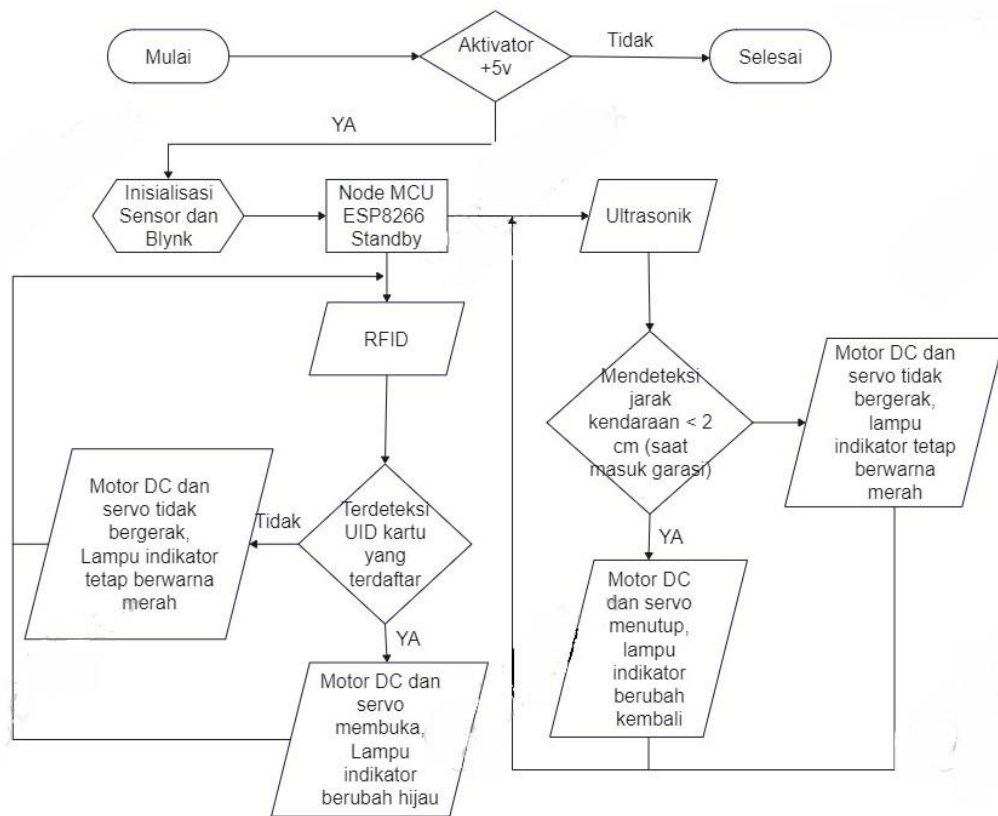 Mulai
Aktivator
+5v
Tidak
Selesai
YA
Inisialisasi
Sensor dan
Blynk
Node MCU
ESP8266
Standby
Ultrasonik
RFID
Mendeteksi
jarak
kendaraan < 2
cm (saat
masuk garasi)
Motor DC dan
servo tidak
bergerak,
lampu
indikator tetap
berwarna
merah
Motor DC dan
servo tidak
bergerak,
Lampu indikator
tetap berwarna
merah
Tidak
Terdeteksi
UID kartu
yang
terdaftar
YA
YA
Motor DC
dan servo
menutup,
lampu
indikator
berubah
kembali
Motor DC dan
servo
membuka,
Lampu
indikator
berubah hijau